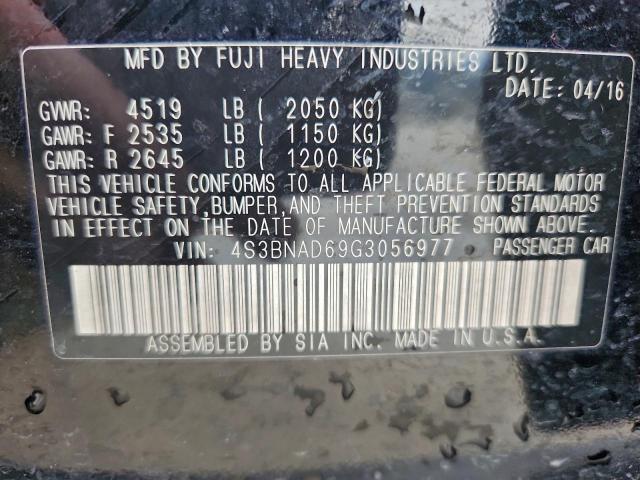 MFD BY FUJI HEAVY INDUSTRIES LTD.
DATE: 04/16
GVWR: 4519 LB ( 2050 KG)
GAWR: F 2535 LB ( 1150 KG)
GAWR: R 2645 LB ( 1200 KG)
THIS VEHICLE CONFORMS TO ALL APPLICABLE FEDERAL MOTOR
VEHICLE SAFETY, BUMPER, AND THEFT PREVENTION STANDARDS
IN EFFECT ON THE DATE OF MANUFACTURE SHOWN ABOVE.
VIN: 4S3BNAD69G3056977 PASSENGER CAR
ASSEMBLED BY SIA INC. MADE IN U.S.A.